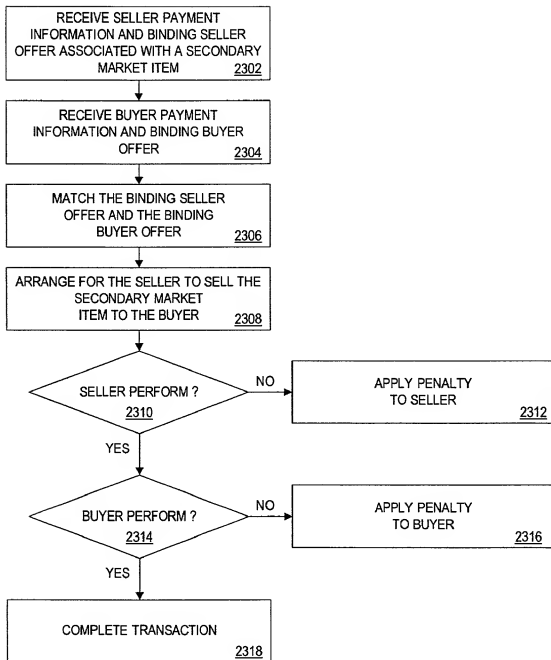 RECEIVE SELLER PAYMENT
INFORMATION AND BINDING SELLER
OFFER ASSOCIATED WITH A SECONDARY
MARKET ITEM
2302
RECEIVE BUYER PAYMENT
INFORMATION AND BINDING BUYER
OFFER
2304
MATCH THE BINDING SELLER
OFFER AND THE BINDING
BUYER OFFER
2306
ARRANGE FOR THE SELLER TO SELL THE
SECONDARY MARKET
ITEM TO THE BUYER
2308
SELLER PERFORM ?
2310
NO
APPLY PENALTY
TO SELLER
2312
YES
BUYER PERFORM ?
2314
NO
APPLY PENALTY
TO BUYER
2316
YES
COMPLETE TRANSACTION
2318